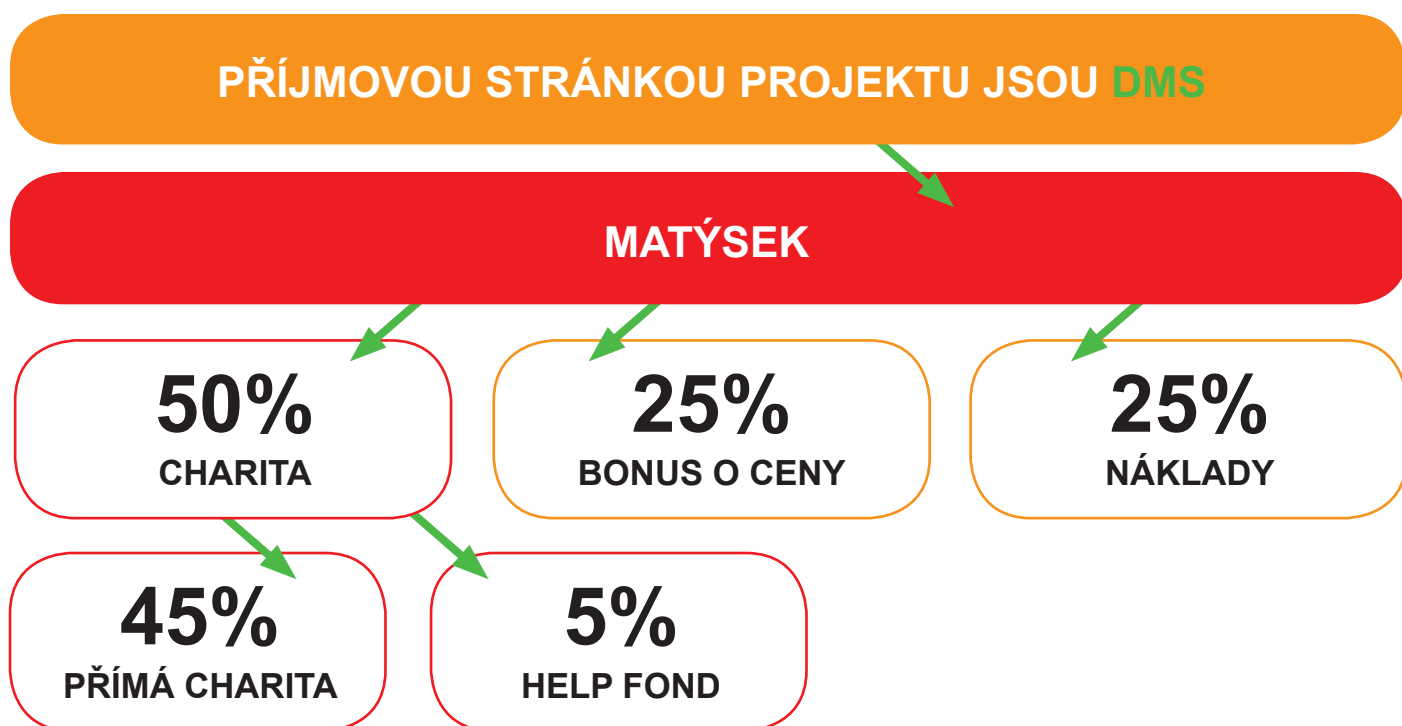 PŘÍJMOVOU STRÁNKOU PROJEKTU JSOU DMS
MATÝSEK
50%
CHARITA
25%
BONUS O CENY
25%
NÁKLADY
45%
PŘÍMÁ CHARITA
5%
HELP FOND